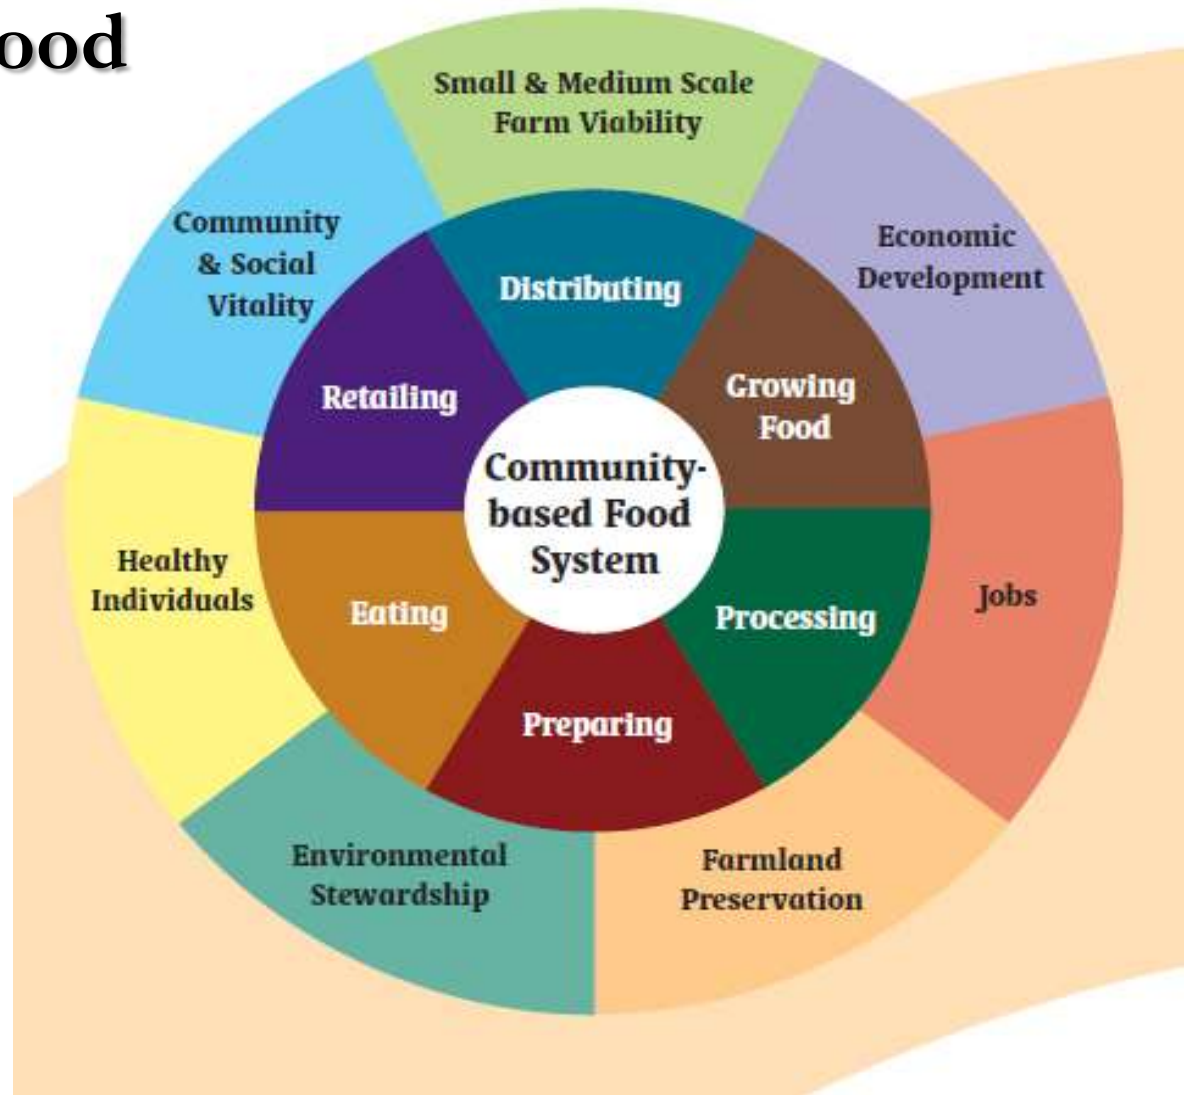 ood
Small & Medium Scale
Farm Viability
Community
& Social
Vitality
Economic
Development
Distributing
Retailing
Growing
Food
Community-
based Food
System
Healthy
Individuals
Eating
Processing
Jobs
Preparing
Environmental
Stewardship
Farmland
Preservation